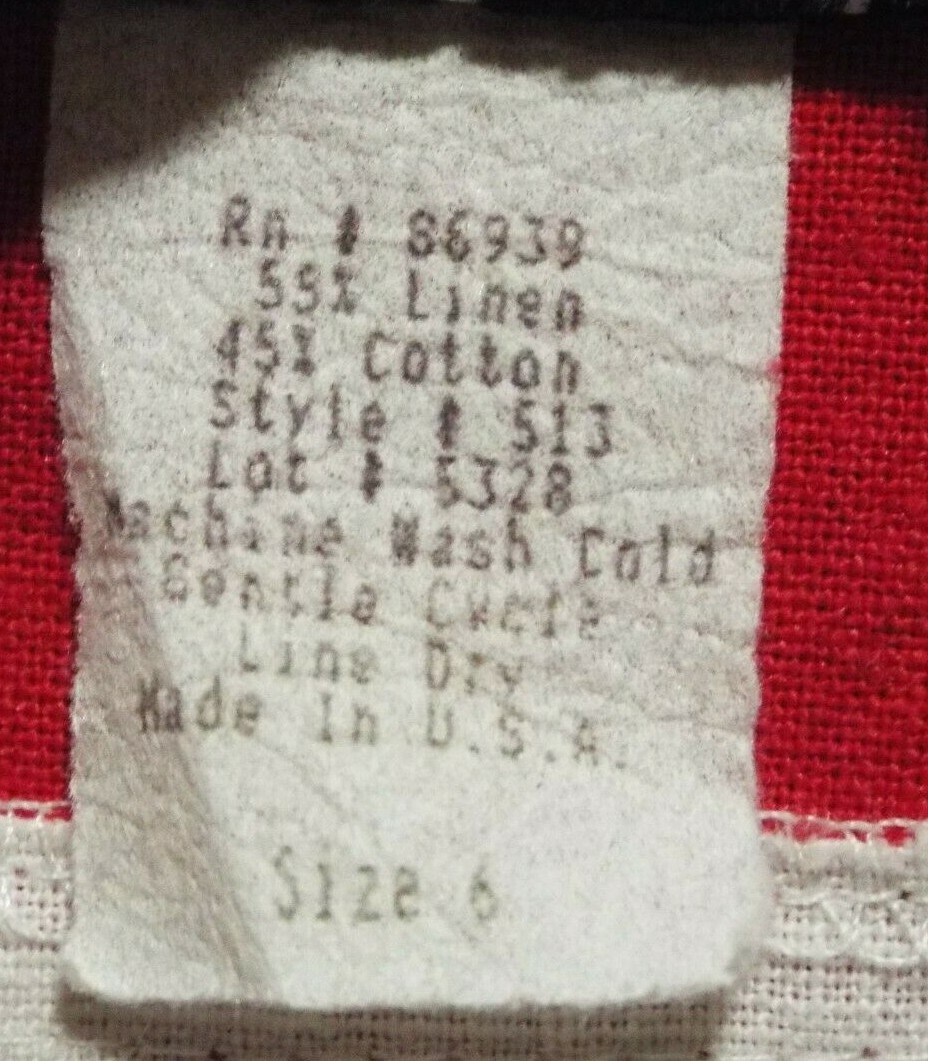 Rn # 86939
55% Linen
45% Cotton
Style # 513
Lot # 5328
Machine Wash Cold
Gentle Cycle
Line Dry
Made In U.S.A.
Size 6